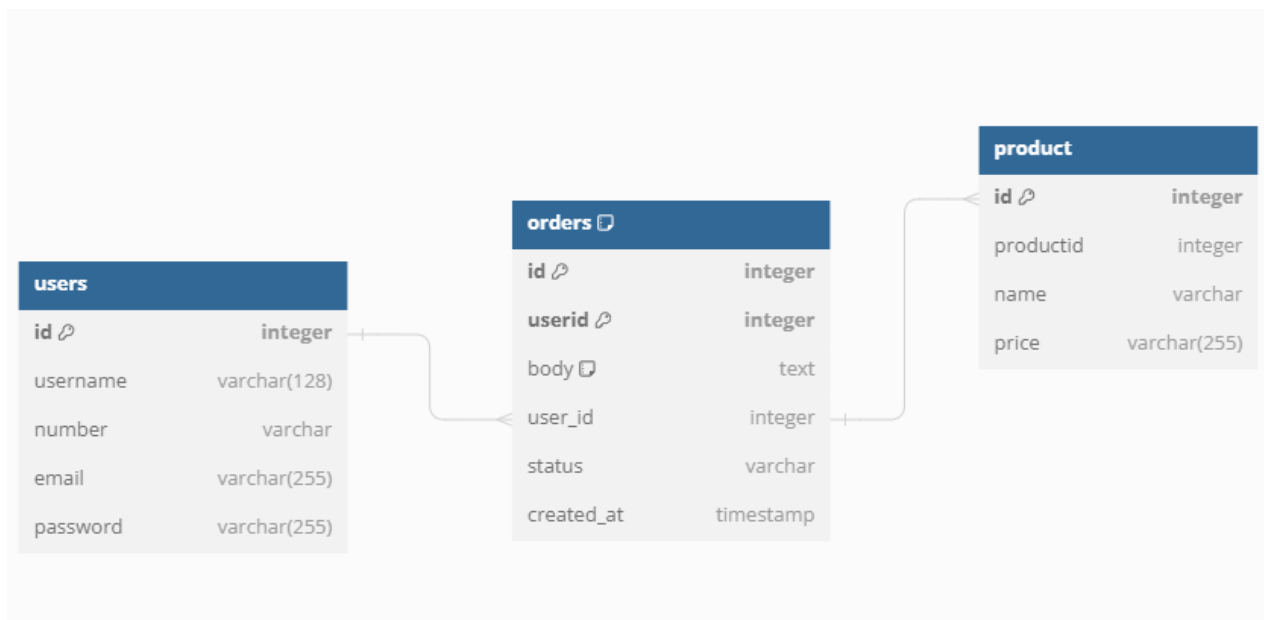 users
id integer
username varchar(128)
number varchar
email varchar(255)
password varchar(255)
orders
id integer
userid integer
body text
user_id integer
status varchar
created_at timestamp
product
id integer
productid integer
name varchar
price varchar(255)